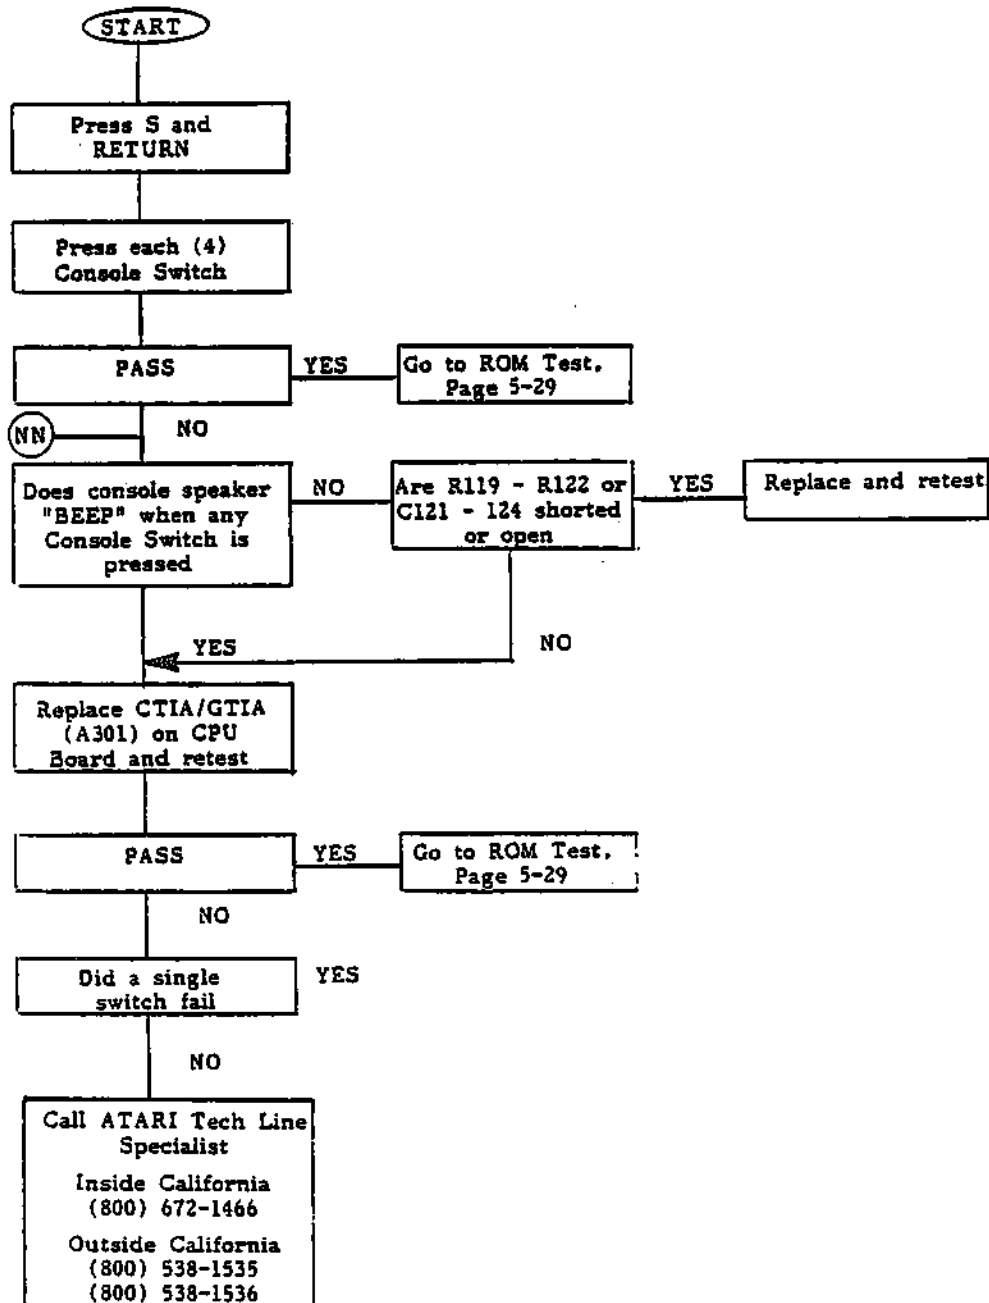 START
Press S and
RETURN
Press each (4)
Console Switch
PASS
YES
Go to ROM Test.
Page 5-29
NN
NO
Does console speaker
"BEEP" when any
Console Switch is
pressed
NO
Are R119 - R122 or
C121 - 124 shorted
or open
YES
Replace and retest
YES
NO
Replace CTIA/GTIA
(A301) on CPU
Board and retest
PASS
YES
Go to ROM Test.
Page 5-29
NO
Did a single
switch fail
YES
NO
Call ATARI Tech Line
Specialist
Inside California
(800) 672-1466
Outside California
(800) 538-1535
(800) 538-1536